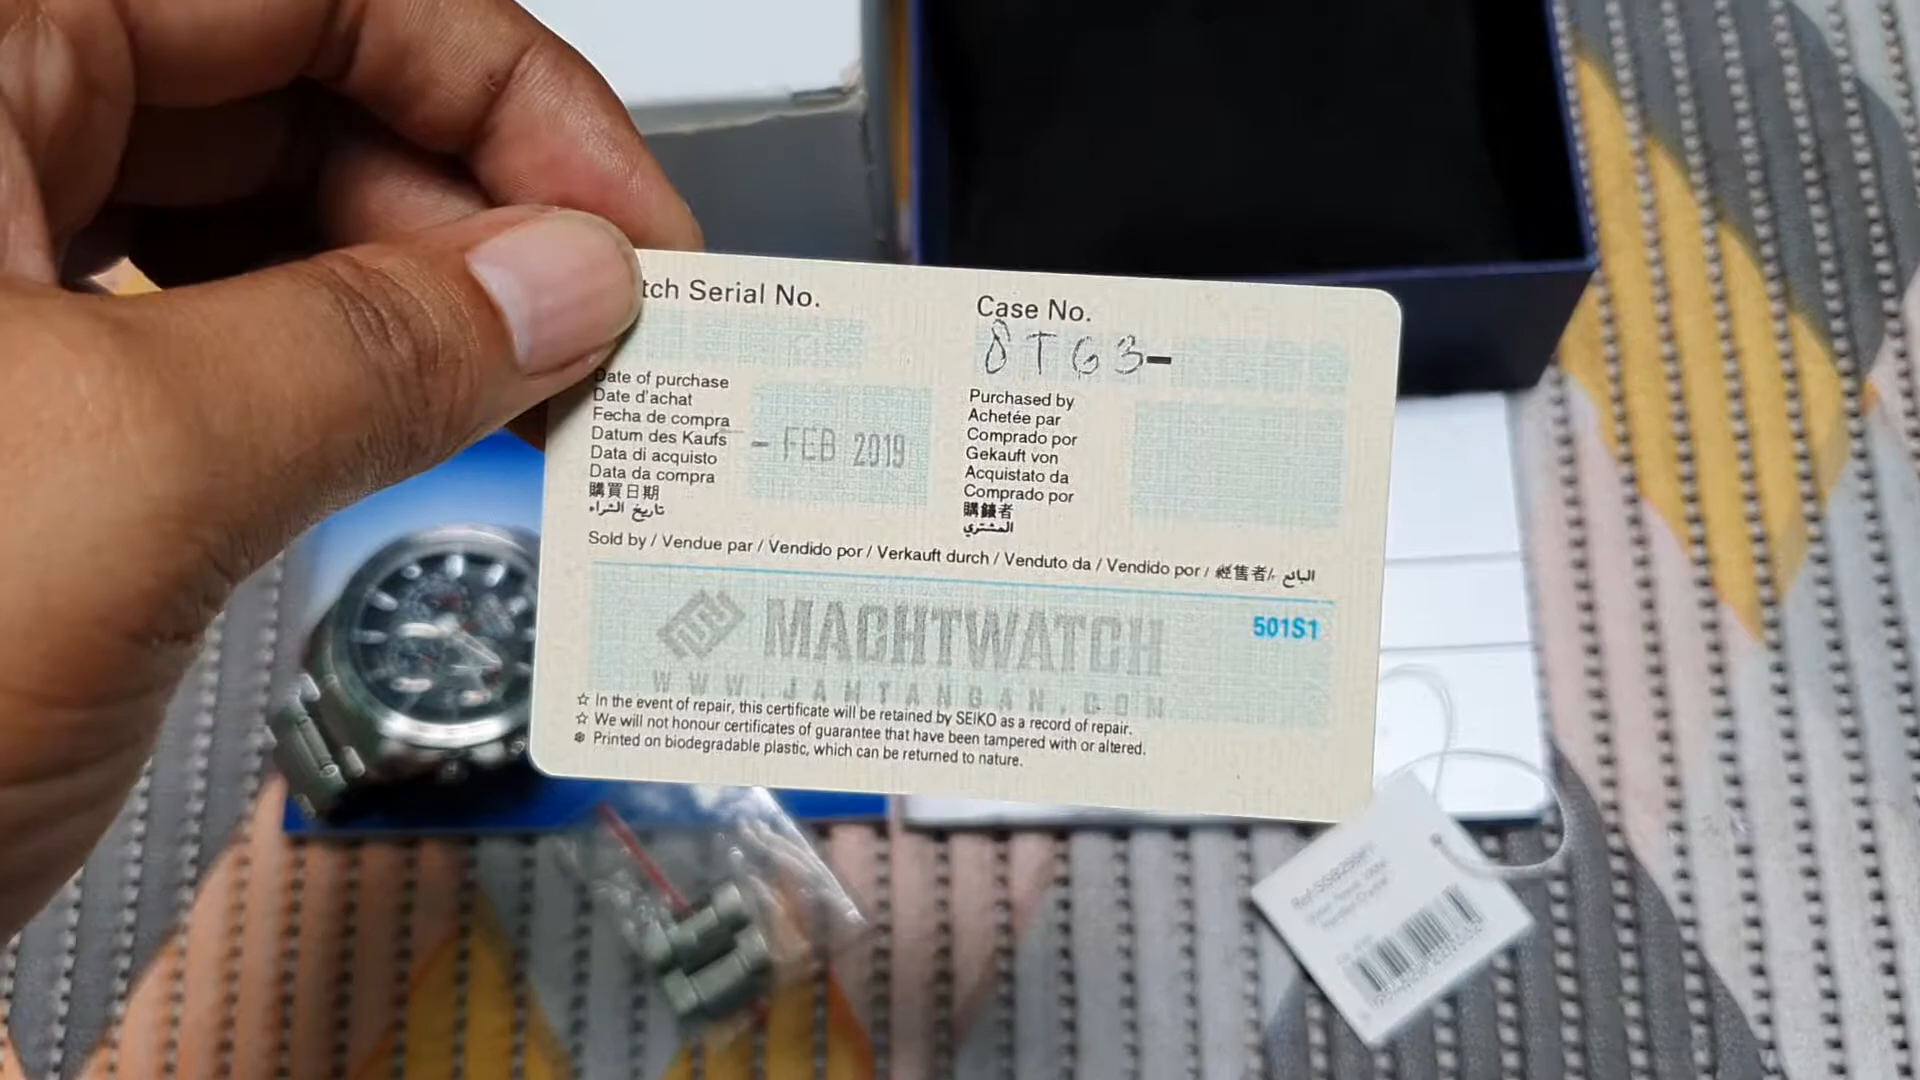 tch Serial No.
Case No.
8T63-
Date of purchase
Date d'achat
Fecha de compra
Datum des Kaufs
Data di acquisto
Data da compra
購買日期
تاريخ الشراء
- FEB 2019
Purchased by
Achetée par
Comprado por
Gekauft von
Acquistato da
Comprado por
購錶者
المشتري
Sold by / Vendue par / Vendido por / Verkauft durch / Venduto da / Vendido por / 經售者/ البائع
MACHTWATCH
501S1
WWW.JAMTANGAN.COM
☆ In the event of repair, this certificate will be retained by SEIKO as a record of repair.
☆ We will not honour certificates of guarantee that have been tampered with or altered.
❄ Printed on biodegradable plastic, which can be returned to nature.